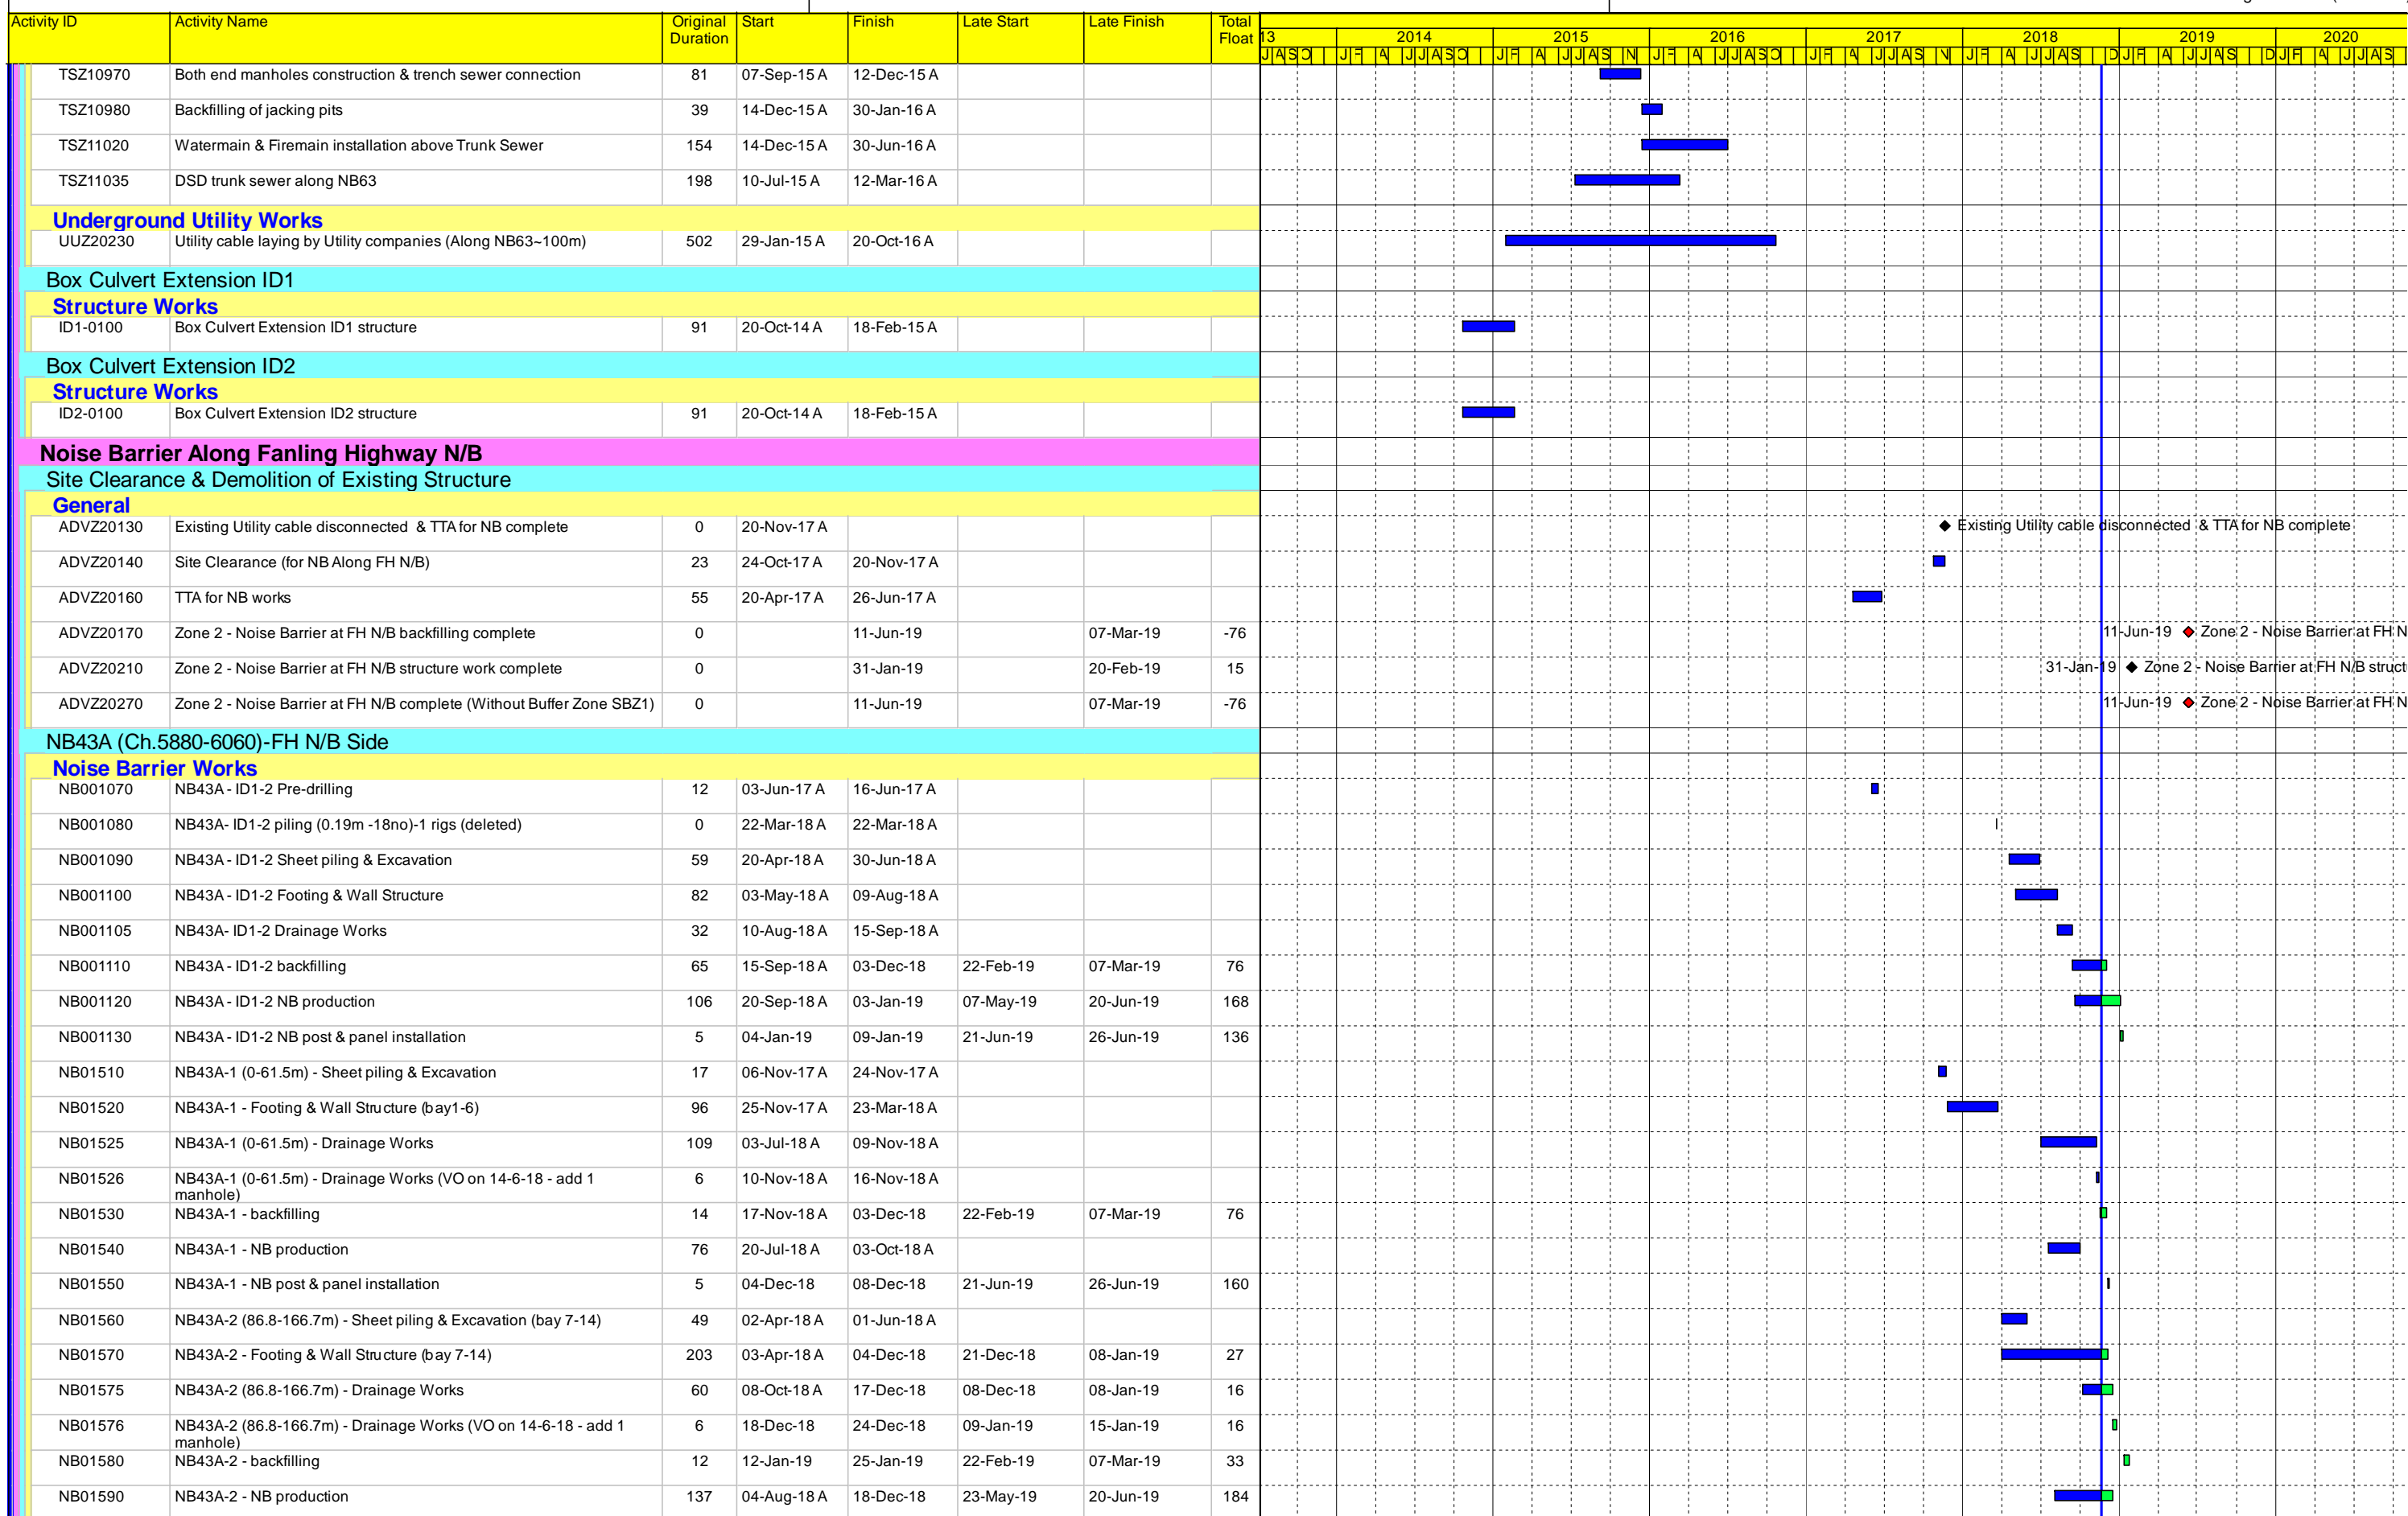 Activity ID Activity Name Original Duration Start Finish Late Start Late Finish Total Float
13 2014 2015 2016 2017 2018 2019 2020
TSZ10970 Both end manholes construction & trench sewer connection 81 07-Sep-15 A 12-Dec-15 A
TSZ10980 Backfilling of jacking pits 39 14-Dec-15 A 30-Jan-16 A
TSZ11020 Watermain & Firemain installation above Trunk Sewer 154 14-Dec-15 A 30-Jun-16 A
TSZ11035 DSD trunk sewer along NB63 198 10-Jul-15 A 12-Mar-16 A
Underground Utility Works
UUZ20230 Utility cable laying by Utility companies (Along NB63~100m) 502 29-Jan-15 A 20-Oct-16 A
Box Culvert Extension ID1
Structure Works
ID1-0100 Box Culvert Extension ID1 structure 91 20-Oct-14 A 18-Feb-15 A
Box Culvert Extension ID2
Structure Works
ID2-0100 Box Culvert Extension ID2 structure 91 20-Oct-14 A 18-Feb-15 A
Noise Barrier Along Fanling Highway N/B
Site Clearance & Demolition of Existing Structure
General
ADVZ20130 Existing Utility cable disconnected & TTA for NB complete 0 20-Nov-17 A Existing Utility cable disconnected & TTA for NB complete
ADVZ20140 Site Clearance (for NB Along FH N/B) 23 24-Oct-17 A 20-Nov-17 A
ADVZ20160 TTA for NB works 55 20-Apr-17 A 26-Jun-17 A
ADVZ20170 Zone 2 - Noise Barrier at FH N/B backfilling complete 0 11-Jun-19 07-Mar-19 -76 11-Jun-19 Zone 2 - Noise Barrier at FH N
ADVZ20210 Zone 2 - Noise Barrier at FH N/B structure work complete 0 31-Jan-19 20-Feb-19 15 31-Jan-19 Zone 2 - Noise Barrier at FH N/B struct
ADVZ20270 Zone 2 - Noise Barrier at FH N/B complete (Without Buffer Zone SBZ1) 0 11-Jun-19 07-Mar-19 -76 11-Jun-19 Zone 2 - Noise Barrier at FH N
NB43A (Ch.5880-6060)-FH N/B Side
Noise Barrier Works
NB001070 NB43A - ID1-2 Pre-drilling 12 03-Jun-17 A 16-Jun-17 A
NB001080 NB43A- ID1-2 piling (0.19m -18no)-1 rigs (deleted) 0 22-Mar-18 A 22-Mar-18 A
NB001090 NB43A - ID1-2 Sheet piling & Excavation 59 20-Apr-18 A 30-Jun-18 A
NB001100 NB43A - ID1-2 Footing & Wall Structure 82 03-May-18 A 09-Aug-18 A
NB001105 NB43A- ID1-2 Drainage Works 32 10-Aug-18 A 15-Sep-18 A
NB001110 NB43A - ID1-2 backfilling 65 15-Sep-18 A 03-Dec-18 22-Feb-19 07-Mar-19 76
NB001120 NB43A - ID1-2 NB production 106 20-Sep-18 A 03-Jan-19 07-May-19 20-Jun-19 168
NB001130 NB43A - ID1-2 NB post & panel installation 5 04-Jan-19 09-Jan-19 21-Jun-19 26-Jun-19 136
NB01510 NB43A-1 (0-61.5m) - Sheet piling & Excavation 17 06-Nov-17 A 24-Nov-17 A
NB01520 NB43A-1 - Footing & Wall Structure (bay1-6) 96 25-Nov-17 A 23-Mar-18 A
NB01525 NB43A-1 (0-61.5m) - Drainage Works 109 03-Jul-18 A 09-Nov-18 A
NB01526 NB43A-1 (0-61.5m) - Drainage Works (VO on 14-6-18 - add 1 manhole) 6 10-Nov-18 A 16-Nov-18 A
NB01530 NB43A-1 - backfilling 14 17-Nov-18 A 03-Dec-18 22-Feb-19 07-Mar-19 76
NB01540 NB43A-1 - NB production 76 20-Jul-18 A 03-Oct-18 A
NB01550 NB43A-1 - NB post & panel installation 5 04-Dec-18 08-Dec-18 21-Jun-19 26-Jun-19 160
NB01560 NB43A-2 (86.8-166.7m) - Sheet piling & Excavation (bay 7-14) 49 02-Apr-18 A 01-Jun-18 A
NB01570 NB43A-2 - Footing & Wall Structure (bay 7-14) 203 03-Apr-18 A 04-Dec-18 21-Dec-18 08-Jan-19 27
NB01575 NB43A-2 (86.8-166.7m) - Drainage Works 60 08-Oct-18 A 17-Dec-18 08-Dec-18 08-Jan-19 16
NB01576 NB43A-2 (86.8-166.7m) - Drainage Works (VO on 14-6-18 - add 1 manhole) 6 18-Dec-18 24-Dec-18 09-Jan-19 15-Jan-19 16
NB01580 NB43A-2 - backfilling 12 12-Jan-19 25-Jan-19 22-Feb-19 07-Mar-19 33
NB01590 NB43A-2 - NB production 137 04-Aug-18 A 18-Dec-18 23-May-19 20-Jun-19 184